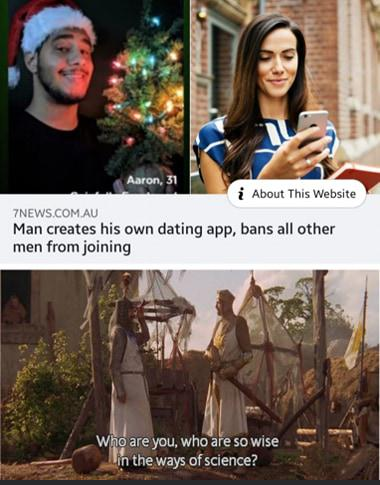 Aaron, 31
i About This Website
7NEWS.COM.AU
Man creates his own dating app, bans all other
men from joining
Who are you, who are so wise
in the ways of science?